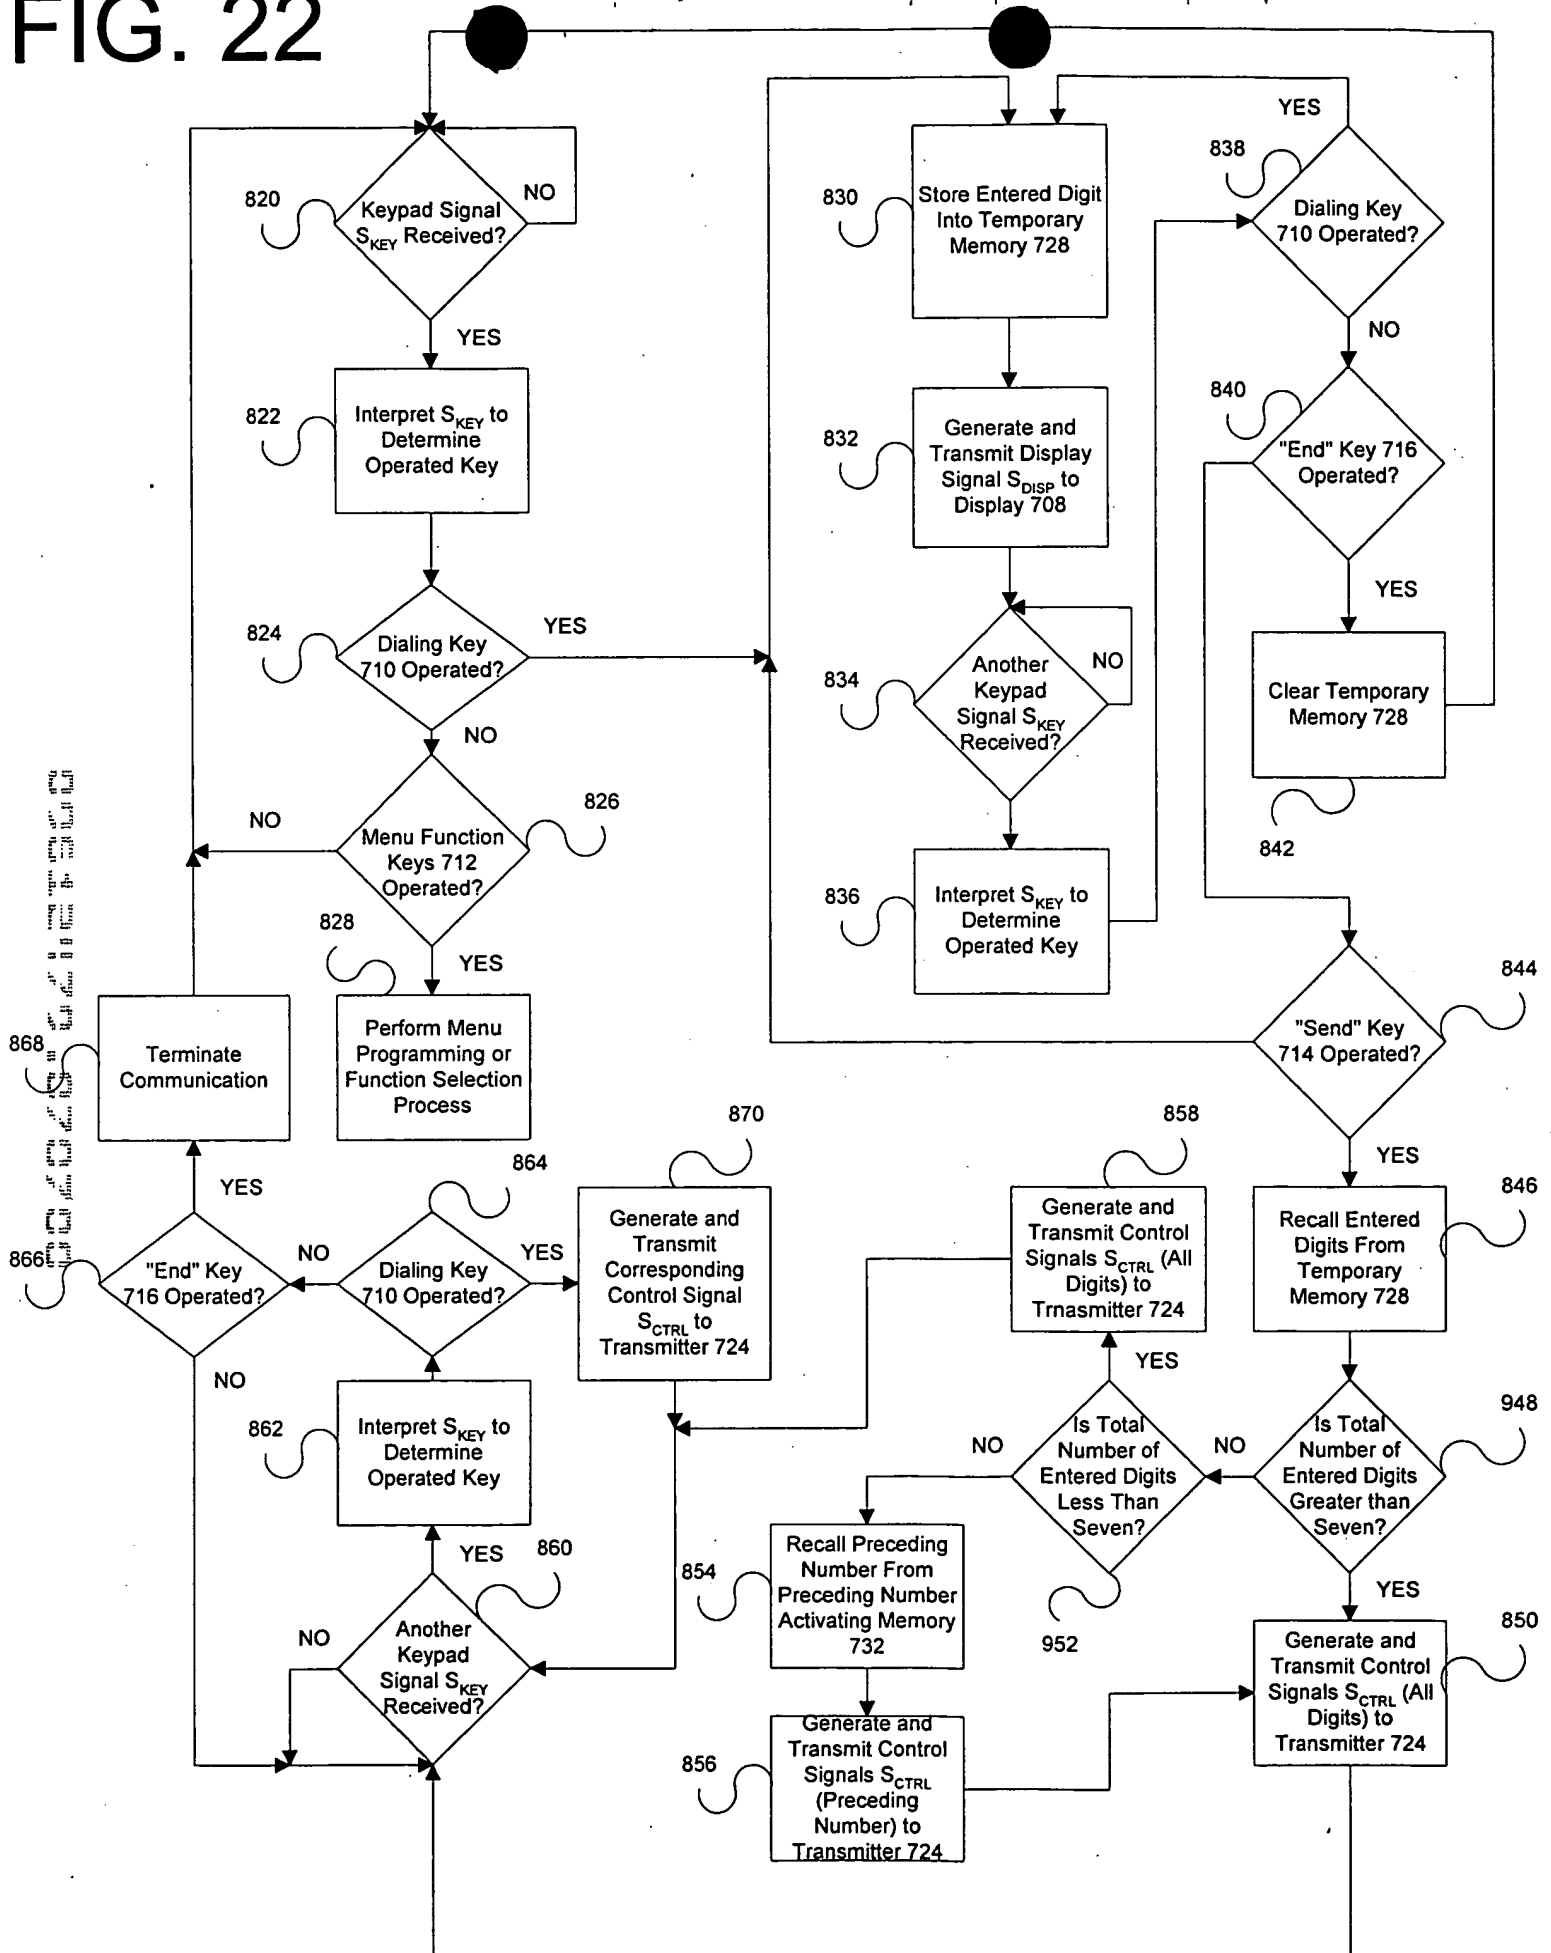 FIG. 22
820
Keypad Signal
SKEY Received?
NO
YES
822
Interpret SKEY to
Determine
Operated Key
824
Dialing Key
710 Operated?
YES
NO
826
Menu Function
Keys 712
Operated?
NO
YES
828
Perform Menu
Programming or
Function Selection
Process
830
Store Entered Digit
Into Temporary
Memory 728
832
Generate and
Transmit Display
Signal SDISP to
Display 708
834
Another
Keypad
Signal SKEY
Received?
NO
836
Interpret SKEY to
Determine
Operated Key
838
Dialing Key
710 Operated?
YES
NO
840
"End" Key 716
Operated?
YES
Clear Temporary
Memory 728
842
844
"Send" Key
714 Operated?
YES
846
Recall Entered
Digits From
Temporary
Memory 728
948
Is Total
Number of
Entered Digits
Greater than
Seven?
NO
YES
850
Generate and
Transmit Control
Signals SCTRL (All
Digits) to
Transmitter 724
952
Is Total
Number of
Entered Digits
Less Than
Seven?
NO
YES
858
Generate and
Transmit Control
Signals SCTRL (All
Digits) to
Trnasmitter 724
854
Recall Preceding
Number From
Preceding Number
Activating Memory
732
856
Generate and
Transmit Control
Signals SCTRL
(Preceding
Number) to
Transmitter 724
860
Another
Keypad
Signal SKEY
Received?
NO
YES
862
Interpret SKEY to
Determine
Operated Key
864
Dialing Key
710 Operated?
NO
YES
870
Generate and
Transmit
Corresponding
Control Signal
SCTRL to
Transmitter 724
866
"End" Key
716 Operated?
YES
NO
868
Terminate
Communication